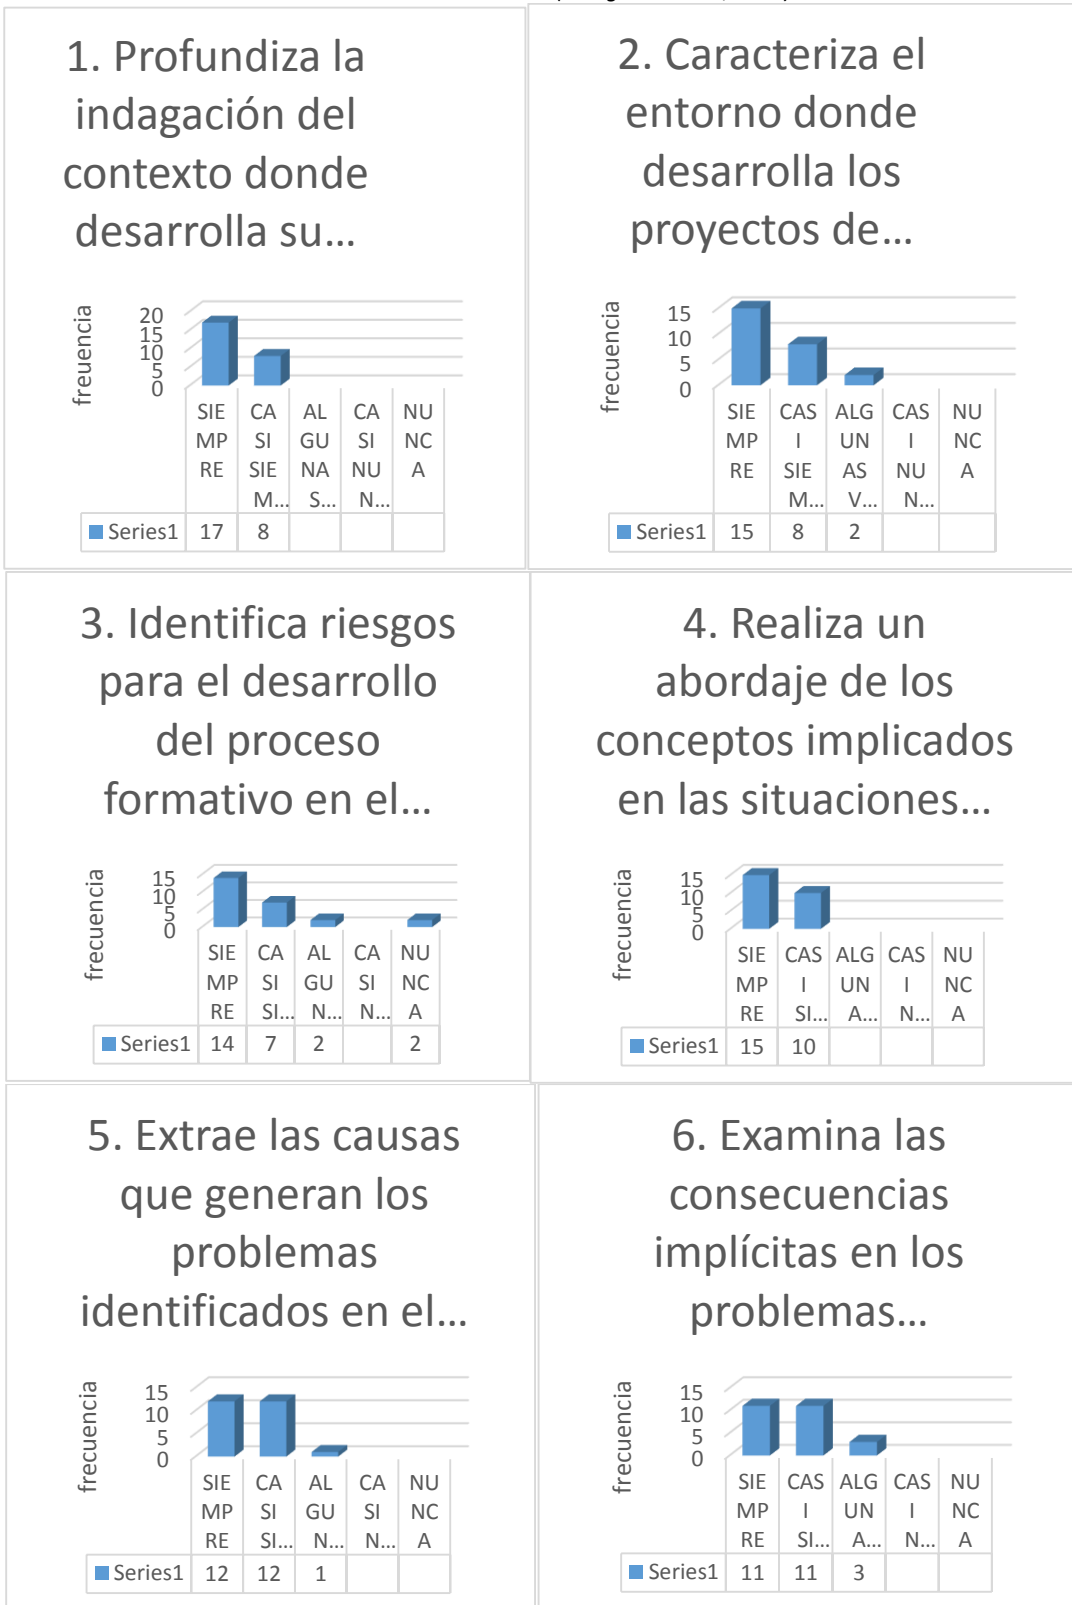 1. Profundiza la
indagación del
contexto donde
desarrolla su...
freuencia
20
15
10
5
0
SIE CA AL CA NU
MP SI GU SI NC
RE SIE NA NU A
M... S... N...
Series1 17 8
2. Caracteriza el
entorno donde
desarrolla los
proyectos de...
frecuencia
15
10
5
0
SIE CAS ALG CAS NU
MP I UN I NC
RE SIE AS NU A
M... V... N...
Series1 15 8 2
3. Identifica riesgos
para el desarrollo
del proceso
formativo en el...
frecuencia
15
10
5
0
SIE CA AL CA NU
MP SI GU SI NC
RE SI... N... N... A
Series1 14 7 2 2
4. Realiza un
abordaje de los
conceptos implicados
en las situaciones...
frecuencia
15
10
5
0
SIE CAS ALG CAS NU
MP I UN I NC
RE SI... A... N... A
Series1 15 10
5. Extrae las causas
que generan los
problemas
identificados en el...
frecuencia
15
10
5
0
SIE CA AL CA NU
MP SI GU SI NC
RE SI... N... N... A
Series1 12 12 1
6. Examina las
consecuencias
implícitas en los
problemas...
frecuencia
15
10
5
0
SIE CAS ALG CAS NU
MP I UN I NC
RE SI... A... N... A
Series1 11 11 3